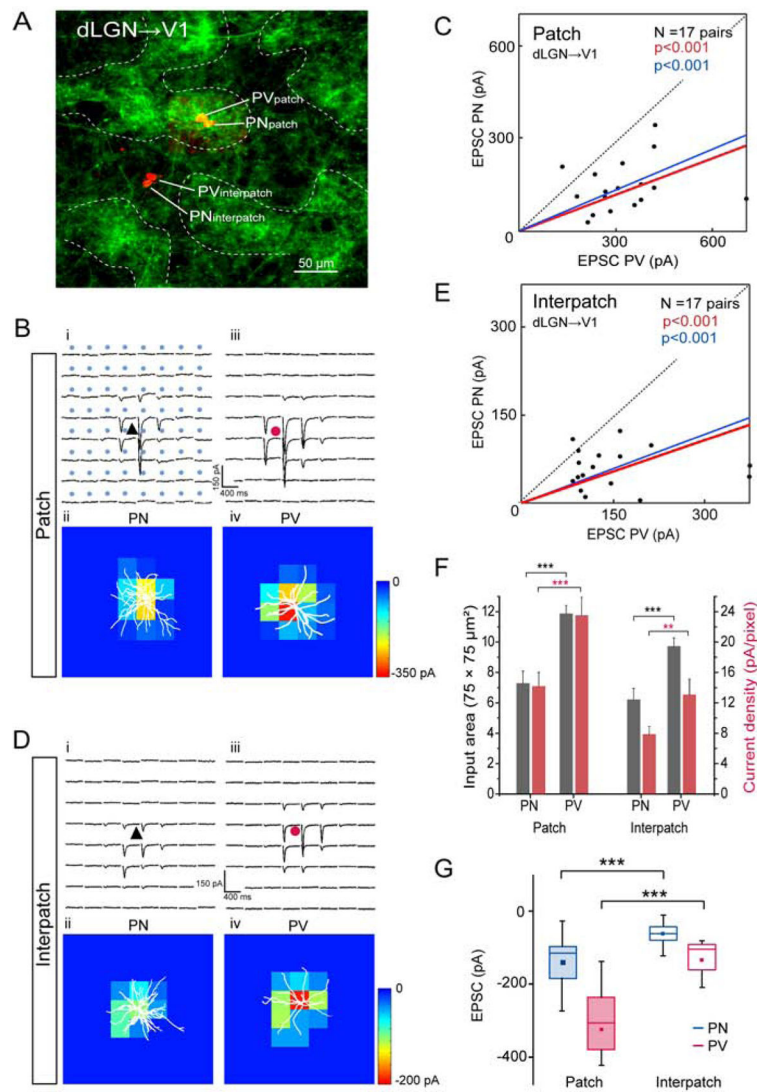 A
dLGN→V1
PVpatch
PNpatch
PVinterpatch
PNinterpatch
50 µm
B
Patch
i
iii
150 pA
400 ms
ii
PN
iv
PV
0
-350 pA
C
Patch
dLGN→V1
N =17 pairs
p<0.001
p<0.001
EPSC PN (pA)
600
300
0
300
600
EPSC PV (pA)
D
Interpatch
i
iii
150 pA
400 ms
ii
PN
iv
PV
0
-200 pA
E
Interpatch
dLGN→V1
N =17 pairs
p<0.001
p<0.001
EPSC PN (pA)
300
150
0
150
300
EPSC PV (pA)
F
***
***
***
**
Input area (75 × 75 µm²)
12
10
8
6
4
2
0
Current density (pA/pixel)
24
20
16
12
8
4
0
PN
PV
PN
PV
Patch
Interpatch
G
***
***
EPSC (pA)
0
-200
-400
PN
PV
Patch
Interpatch